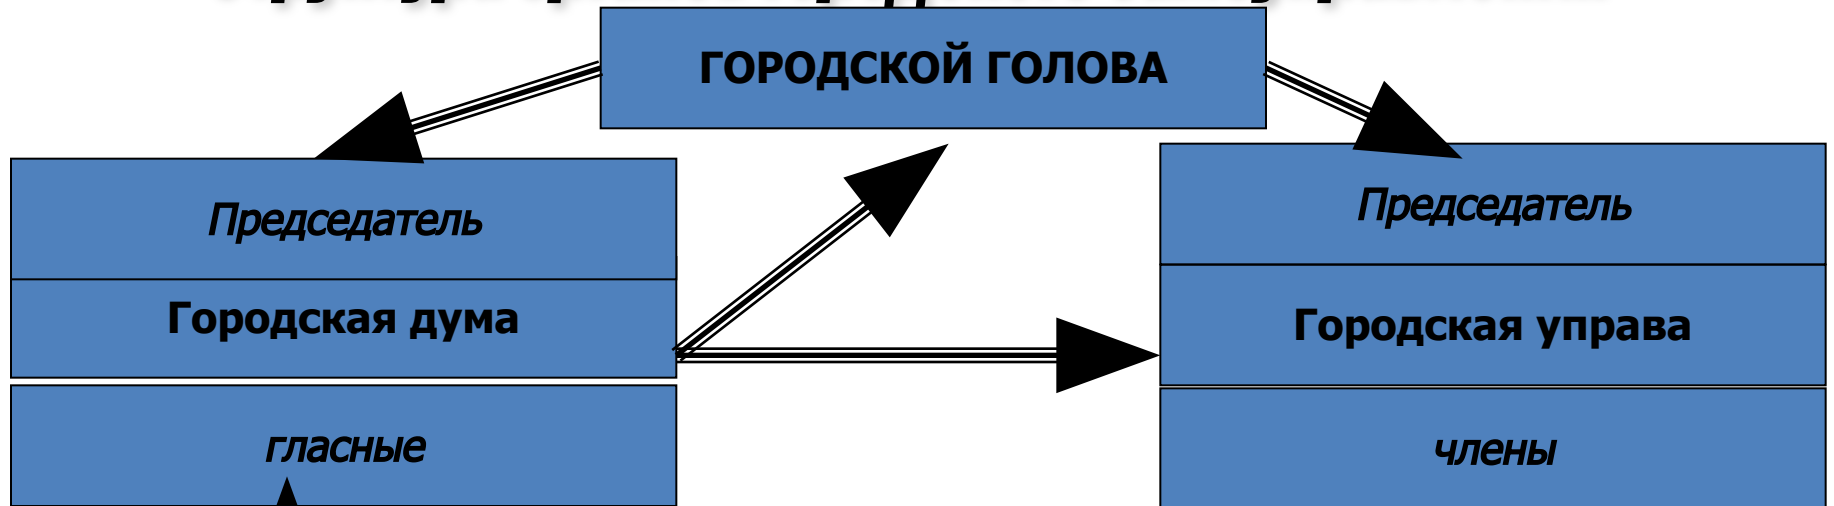 ГОРОДСКОЙ ГОЛОВА
Председатель
Городская дума
гласные
Председатель
Городская управа
члены